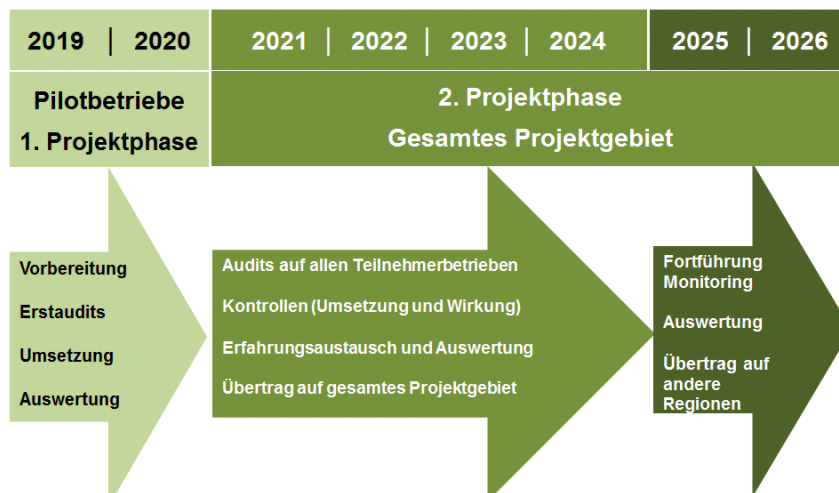 2019 | 2020
2021 | 2022 | 2023 | 2024
2025 | 2026
Pilotbetriebe
1. Projektphase
2. Projektphase
Gesamtes Projektgebiet
Vorbereitung
Erstaudits
Umsetzung
Auswertung
Audits auf allen Teilnehmerbetrieben
Kontrollen (Umsetzung und Wirkung)
Erfahrungsaustausch und Auswertung
Übertrag auf gesamtes Projektgebiet
Fortführung
Monitoring
Auswertung
Übertrag auf
andere
Regionen